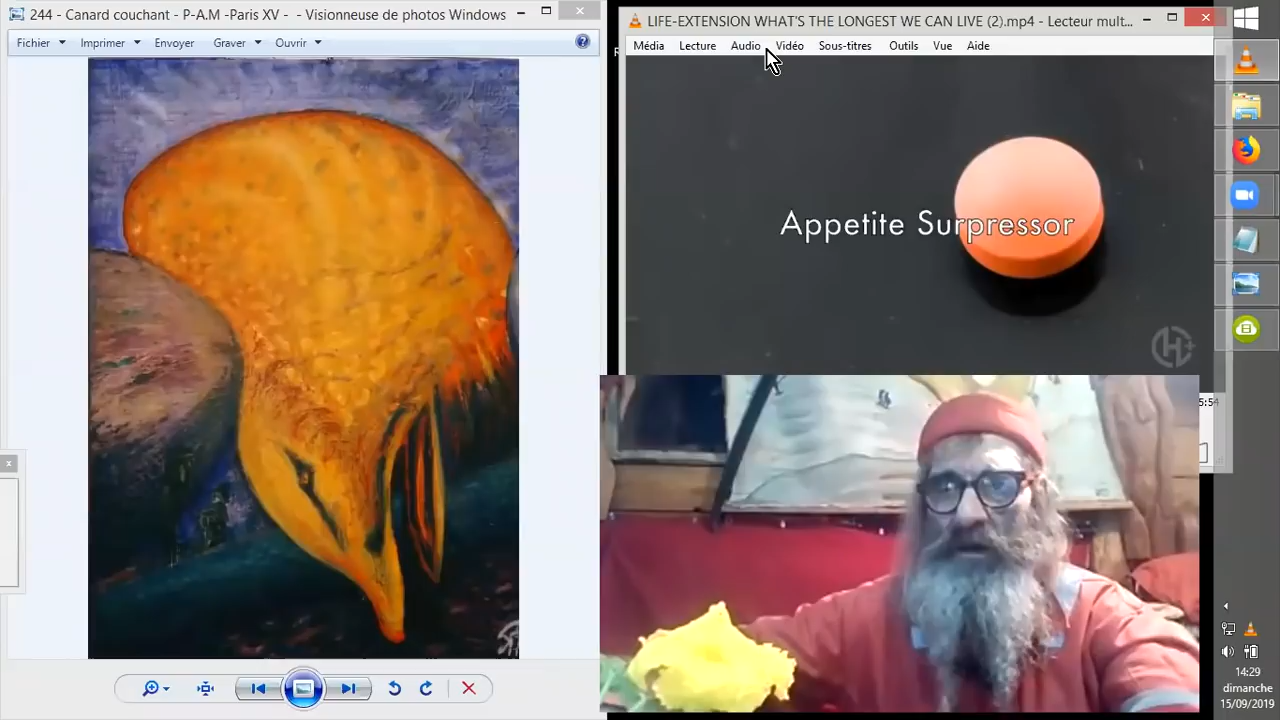 244 - Canard couchant - P-A-M -Paris XV - - Visionneuse de photos Windows
Fichier Imprimer Envoyer Graver Ouvrir
LIFE-EXTENSION WHAT'S THE LONGEST WE CAN LIVE (2).mp4 - Lecteur mult...
Média Lecture Audio Vidéo Sous-titres Outils Vue Aide
Appetite Surpressor
H+
5:54
14:29
dimanche
15/09/2019